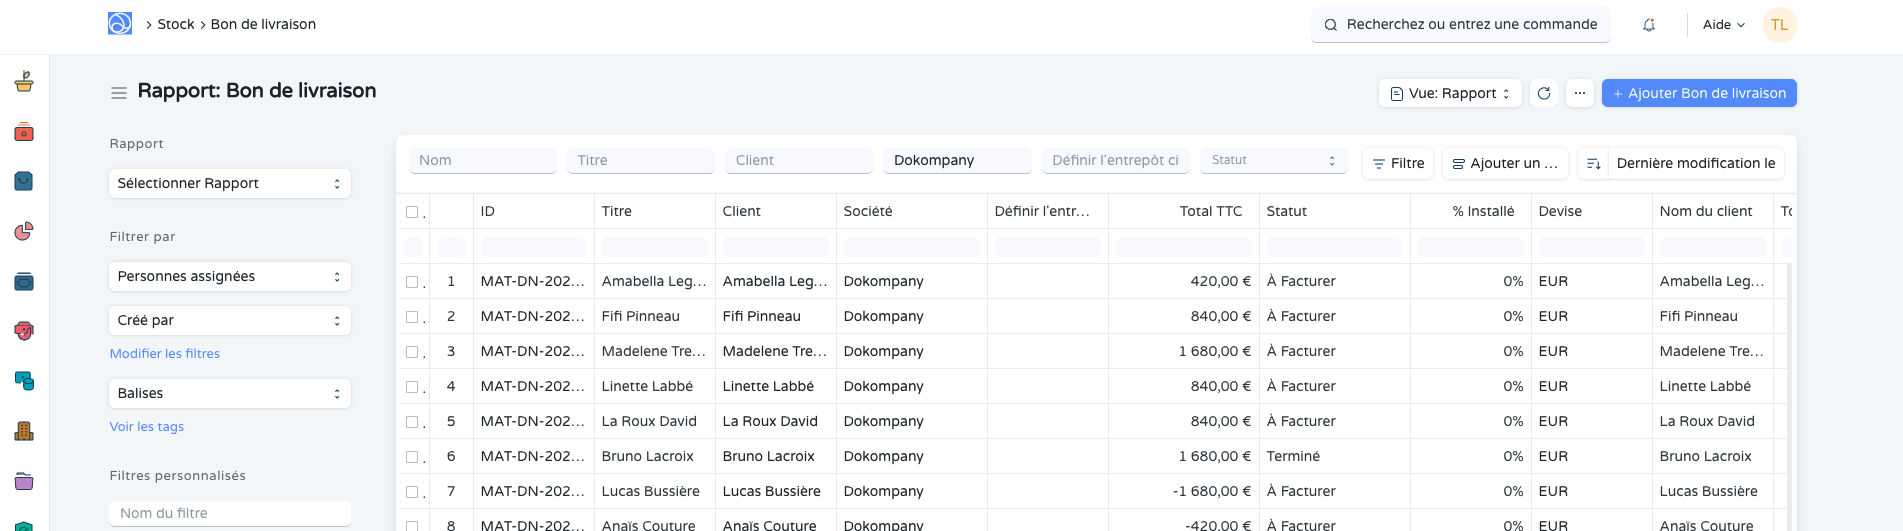 Stock Bon de livraison
Recherchez ou entrez une commande
Aide
TL
Rapport: Bon de livraison
Vue: Rapport
...
+ Ajouter Bon de livraison
Rapport
Sélectionner Rapport
Filtrer par
Personnes assignées
Créé par
Modifier les filtres
Balises
Voir les tags
Filtres personnalisés
Nom du filtre
Nom Titre Client Dokompany Définir l'entrepôt ci Statut
Filtre
Ajouter un ...
Dernière modification le
ID Titre Client Société Définir l'entr... Total TTC Statut % Installé Devise Nom du client
1 MAT-DN-202... Amabella Leg... Amabella Leg... Dokompany 420,00 € À Facturer 0% EUR Amabella Leg...
2 MAT-DN-202... Fifi Pinneau Fifi Pinneau Dokompany 840,00 € À Facturer 0% EUR Fifi Pinneau
3 MAT-DN-202... Madelene Tre... Madelene Tre... Dokompany 1 680,00 € À Facturer 0% EUR Madelene Tre...
4 MAT-DN-202... Linette Labbé Linette Labbé Dokompany 840,00 € À Facturer 0% EUR Linette Labbé
5 MAT-DN-202... La Roux David La Roux David Dokompany 840,00 € À Facturer 0% EUR La Roux David
6 MAT-DN-202... Bruno Lacroix Bruno Lacroix Dokompany 1 680,00 € Terminé 0% EUR Bruno Lacroix
7 MAT-DN-202... Lucas Bussière Lucas Bussière Dokompany -1 680,00 € À Facturer 0% EUR Lucas Bussière
8 MAT-DN-202... Anaïs Couture Anaïs Couture Dokompany -420,00 € À Facturer 0% EUR Anaïs Couture